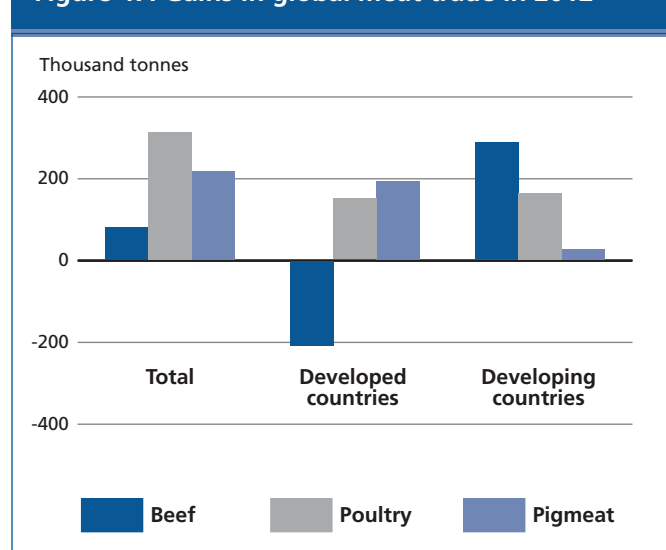 Thousand tonnes
400
200
0
-200
-400
Total
Developed
countries
Developing
countries
Beef
Poultry
Pigmeat